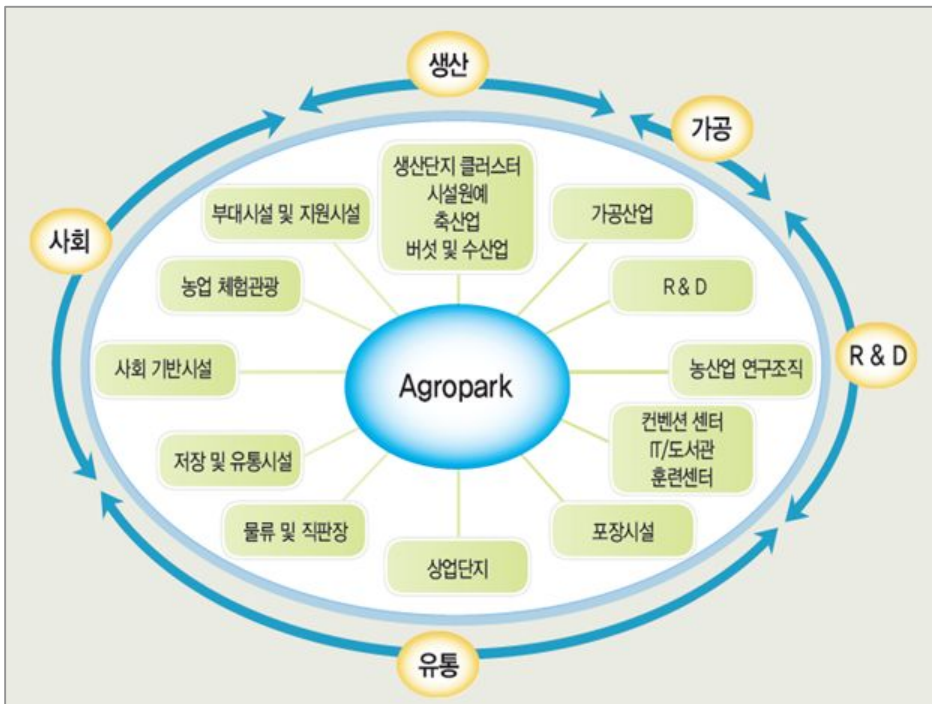 생산
가공
사회
R & D
유통
생산단지 클러스터
시설원예
축산업
버섯 및 수산업
부대시설 및 지원시설
가공산업
농업 체험관광
R & D
사회 기반시설
Agropark
농산업 연구조직
컨벤션 센터
IT/도서관
훈련센터
저장 및 유통시설
물류 및 직판장
포장시설
상업단지